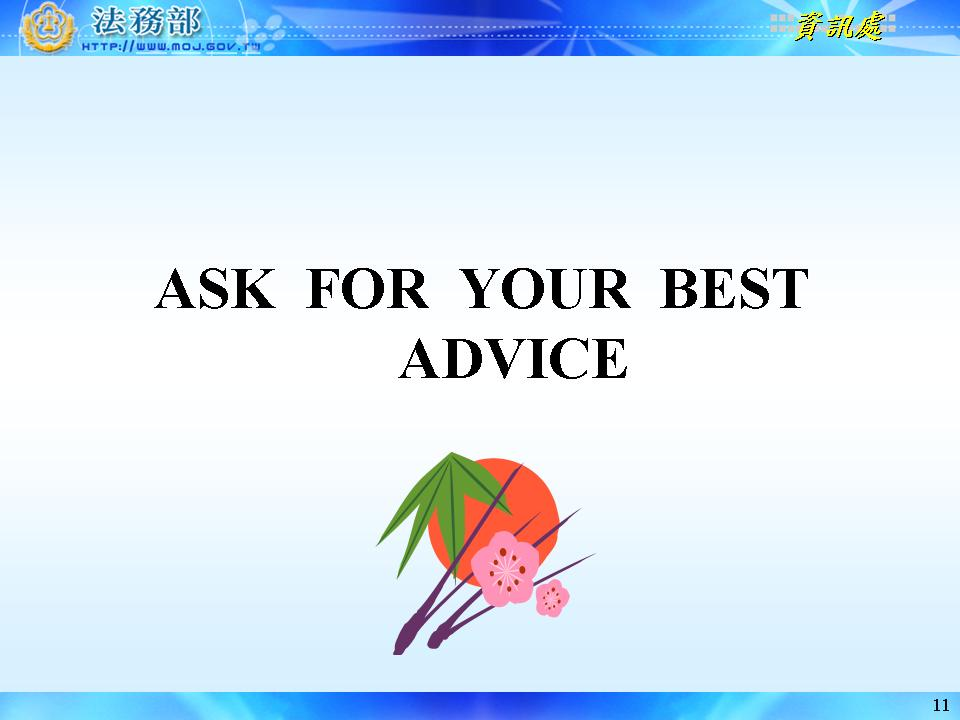 法務部
HTTP://WWW.MOJ.GOV.TW
資訊處
ASK FOR YOUR BEST
ADVICE
11